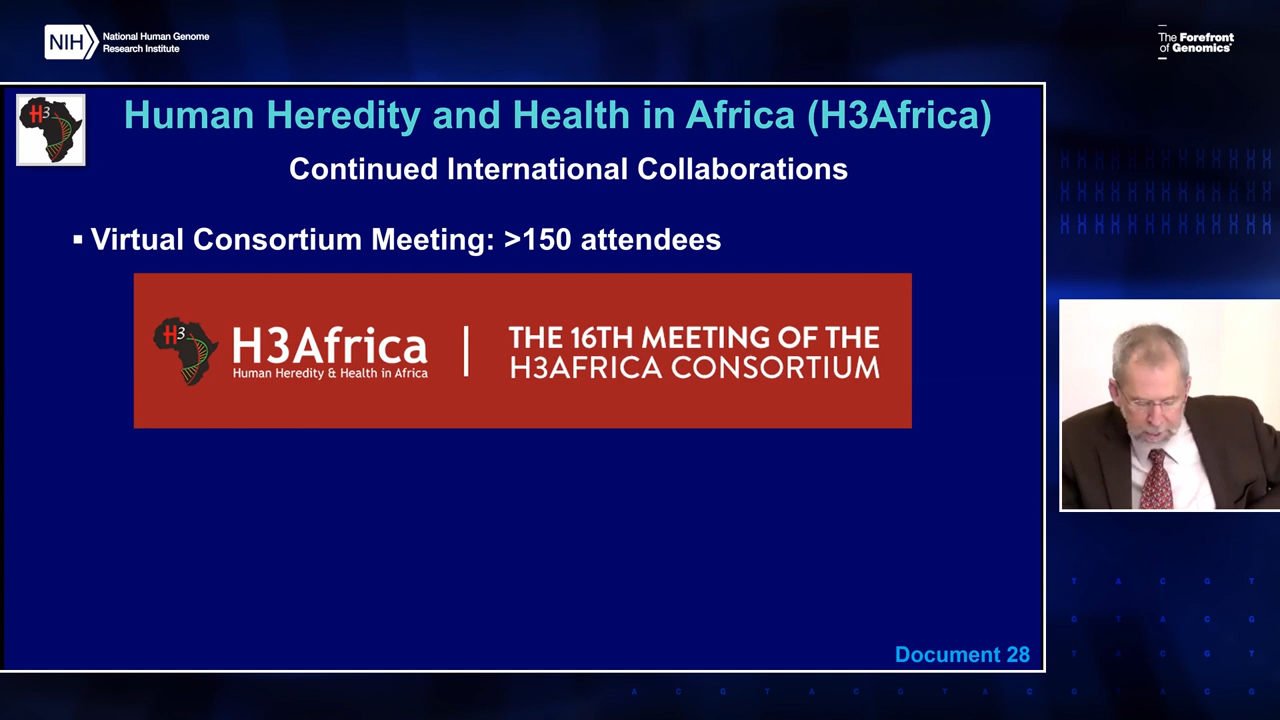 NIH
National Human Genome
Research Institute
The Forefront
of Genomics®
H3
Human Heredity and Health in Africa (H3Africa)
Continued International Collaborations
▪ Virtual Consortium Meeting: >150 attendees
H3
H3Africa
Human Heredity & Health in Africa
THE 16TH MEETING OF THE
H3AFRICA CONSORTIUM
Document 28
T A C G T
G T A C G
T A C G T
A C G T A C G T A C G T A C G